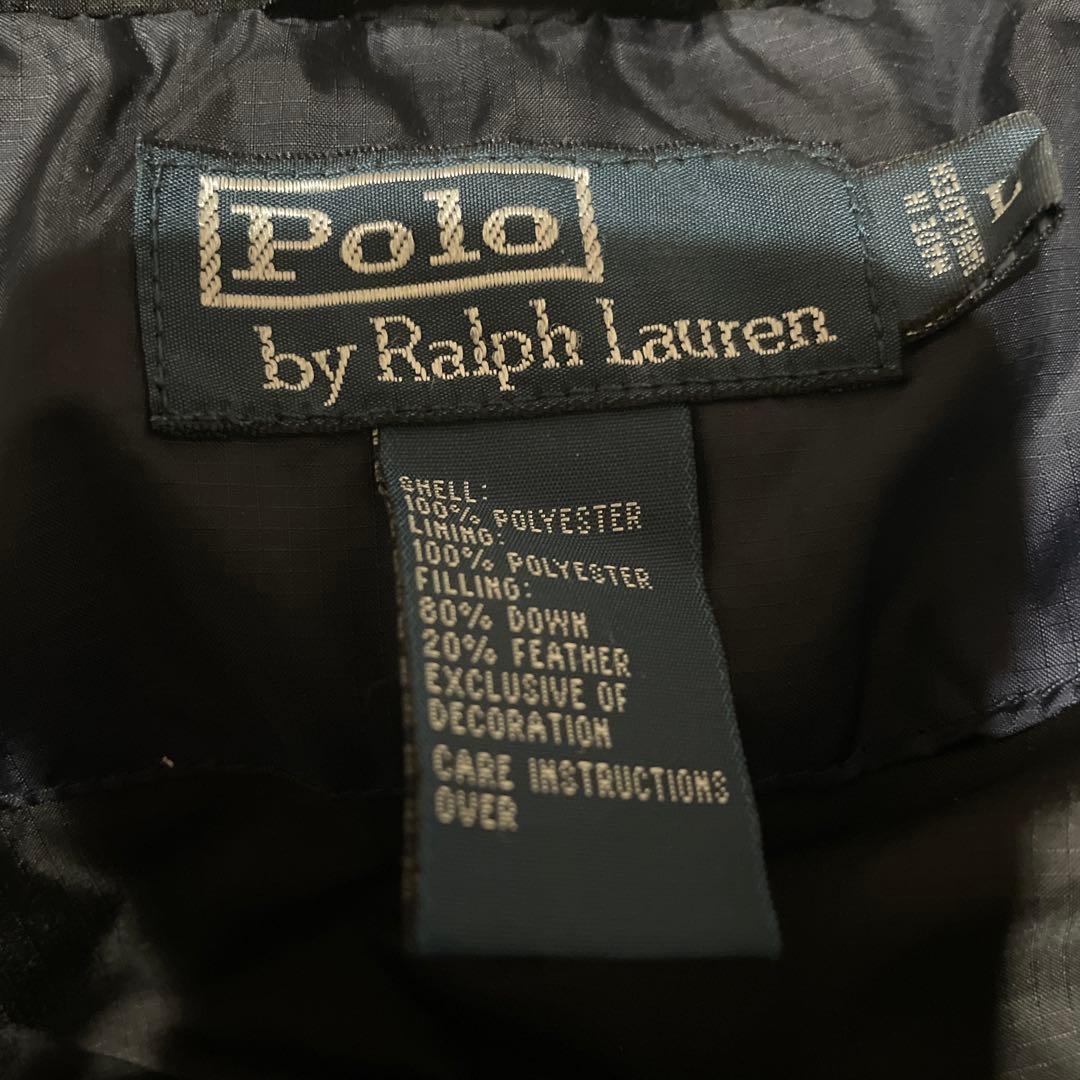 Polo
by Ralph Lauren
L
SHELL:
100% POLYESTER
LINING:
100% POLYESTER
FILLING:
80% DOWN
20% FEATHER
EXCLUSIVE OF
DECORATION
CARE INSTRUCTIONS
OVER